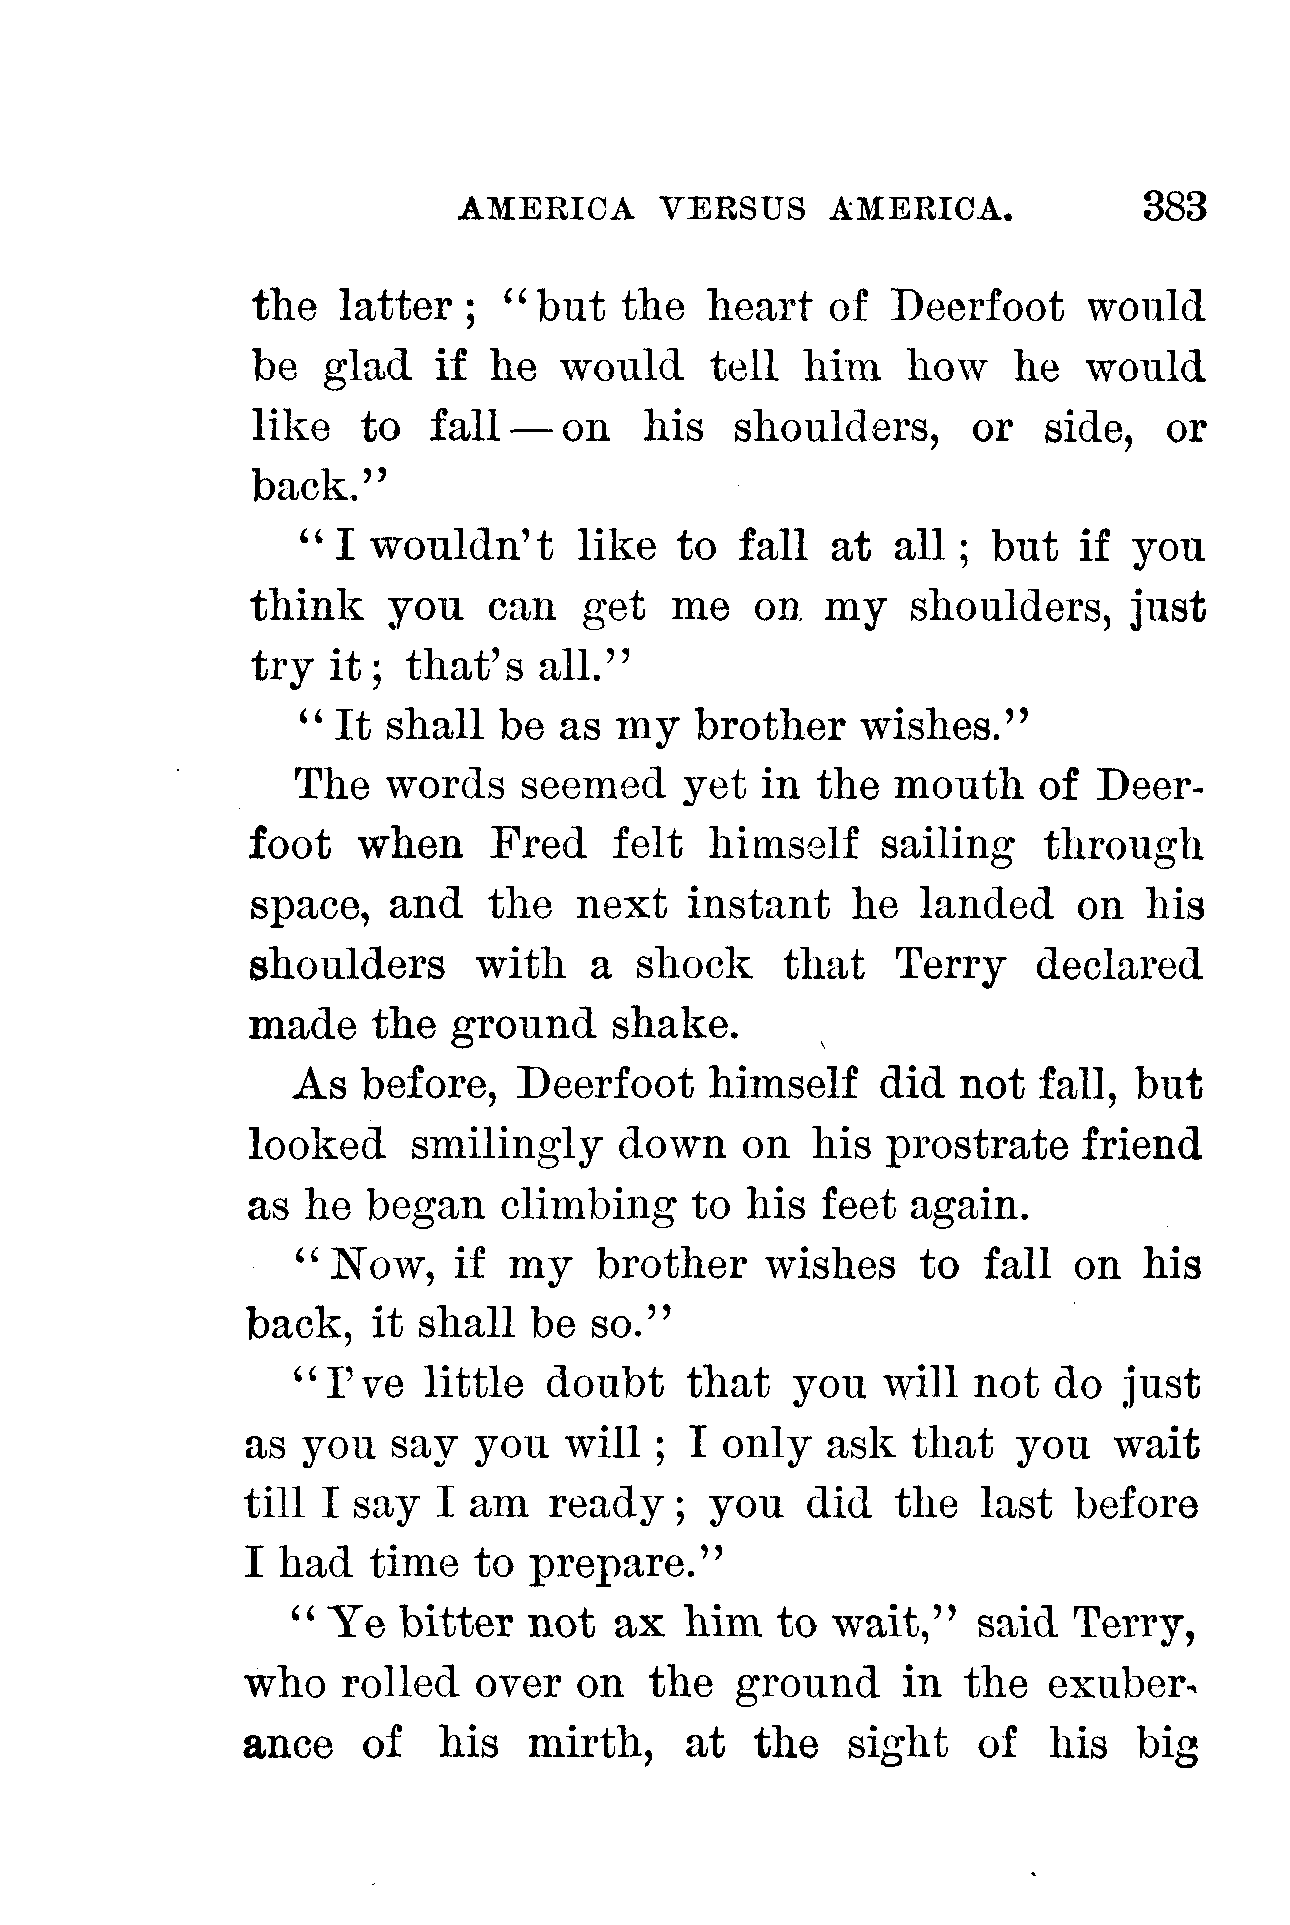 AMERICA VERSUS AMERICA. 383
the latter; "but the heart of Deerfoot would
be glad if he would tell him how he would
like to fall—on his shoulders, or side, or
back."
"I wouldn't like to fall at all; but if you
think you can get me on my shoulders, just
try it; that's all."
"It shall be as my brother wishes."
The words seemed yet in the mouth of Deer-
foot when Fred felt himself sailing through
space, and the next instant he landed on his
shoulders with a shock that Terry declared
made the ground shake.
As before, Deerfoot himself did not fall, but
looked smilingly down on his prostrate friend
as he began climbing to his feet again.
"Now, if my brother wishes to fall on his
back, it shall be so."
"I've little doubt that you will not do just
as you say you will; I only ask that you wait
till I say I am ready; you did the last before
I had time to prepare."
"Ye bitter not ax him to wait," said Terry,
who rolled over on the ground in the exuber-
ance of his mirth, at the sight of his big